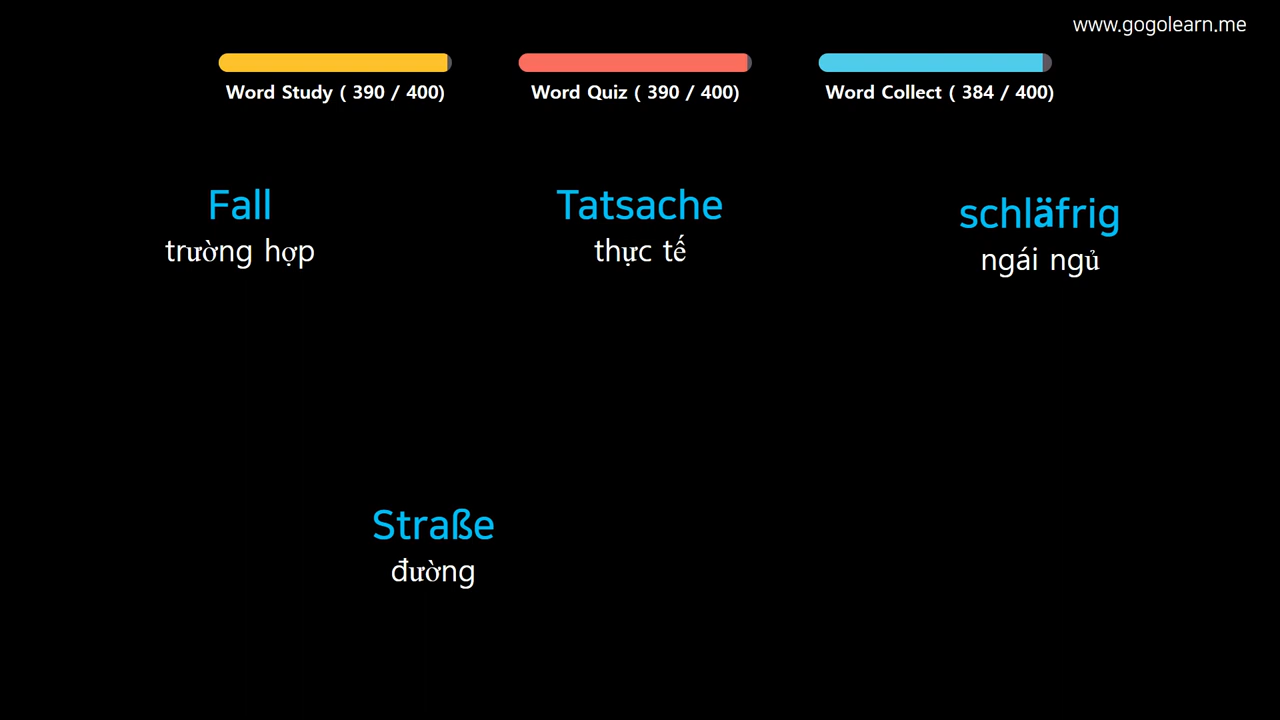 www.gogolearn.me
Word Study ( 390 / 400)
Word Quiz ( 390 / 400)
Word Collect ( 384 / 400)
Fall
trường hợp
Tatsache
thực tế
schläfrig
ngái ngủ
Straße
đường